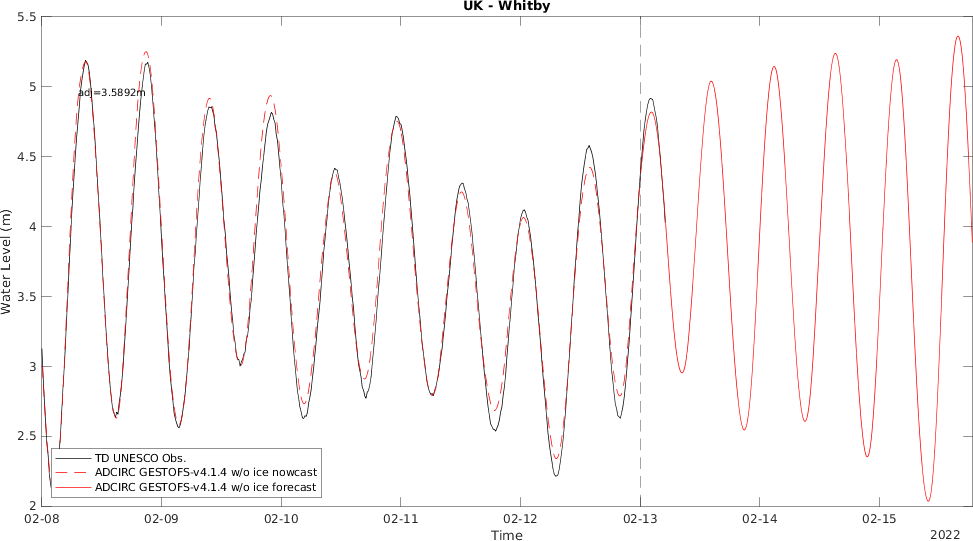 UK - Whitby
5.5
5
4.5
4
3.5
3
2.5
2
Water Level (m)
adj=3.5892m
TD UNESCO Obs.
ADCIRC GESTOFS-v4.1.4 w/o ice nowcast
ADCIRC GESTOFS-v4.1.4 w/o ice forecast
02-08 02-09 02-10 02-11 02-12 02-13 02-14 02-15
Time
2022